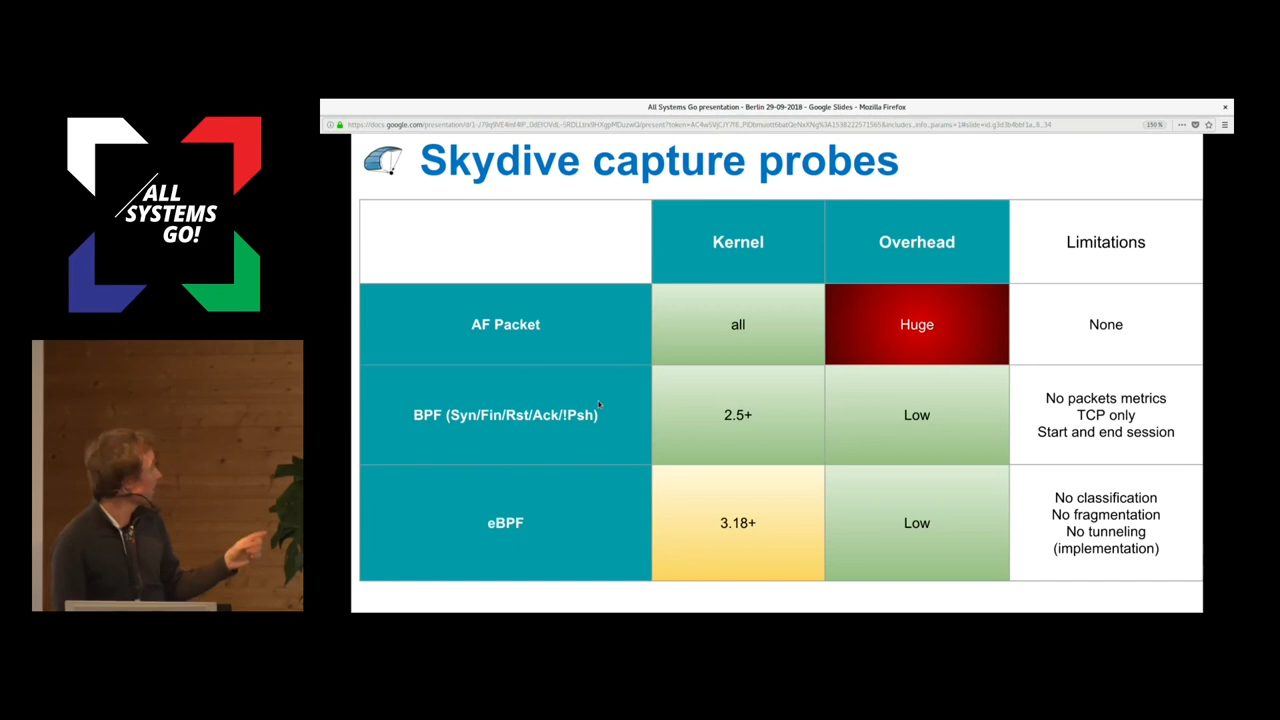 ALL
SYSTEMS
GO!
All Systems Go presentation - Berlin 29-09-2018 - Google Slides - Mozilla Firefox
150 %
Skydive capture probes
Kernel
Overhead
Limitations
AF Packet
all
Huge
None
BPF (Syn/Fin/Rst/Ack/!Psh)
2.5+
Low
No packets metrics
TCP only
Start and end session
eBPF
3.18+
Low
No classification
No fragmentation
No tunneling
(implementation)